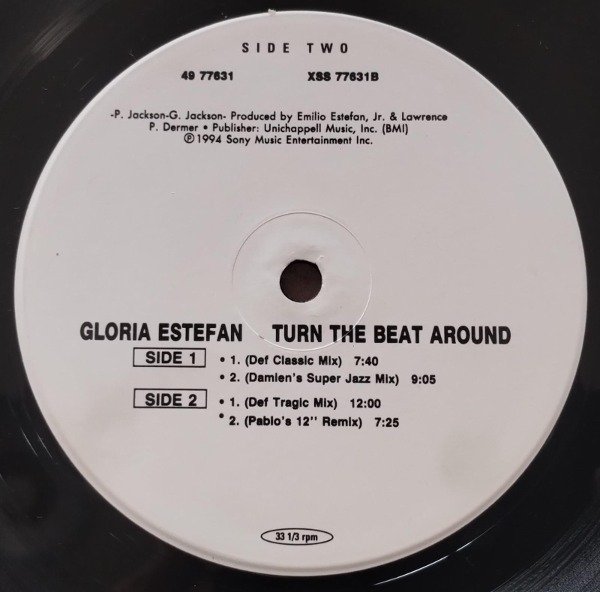 SIDE TWO
49 77631 XSS 77631B
-P. Jackson-G. Jackson- Produced by Emilio Estefan, Jr. & Lawrence
P. Dermer • Publisher: Unichappell Music, Inc. (BMI)
℗ 1994 Sony Music Entertainment Inc.
GLORIA ESTEFAN TURN THE BEAT AROUND
SIDE 1 • 1. (Def Classic Mix) 7:40
• 2. (Damien's Super Jazz Mix) 9:05
SIDE 2 • 1. (Def Tragic Mix) 12:00
• 2. (Pablo's 12" Remix) 7:25
33 1/3 rpm